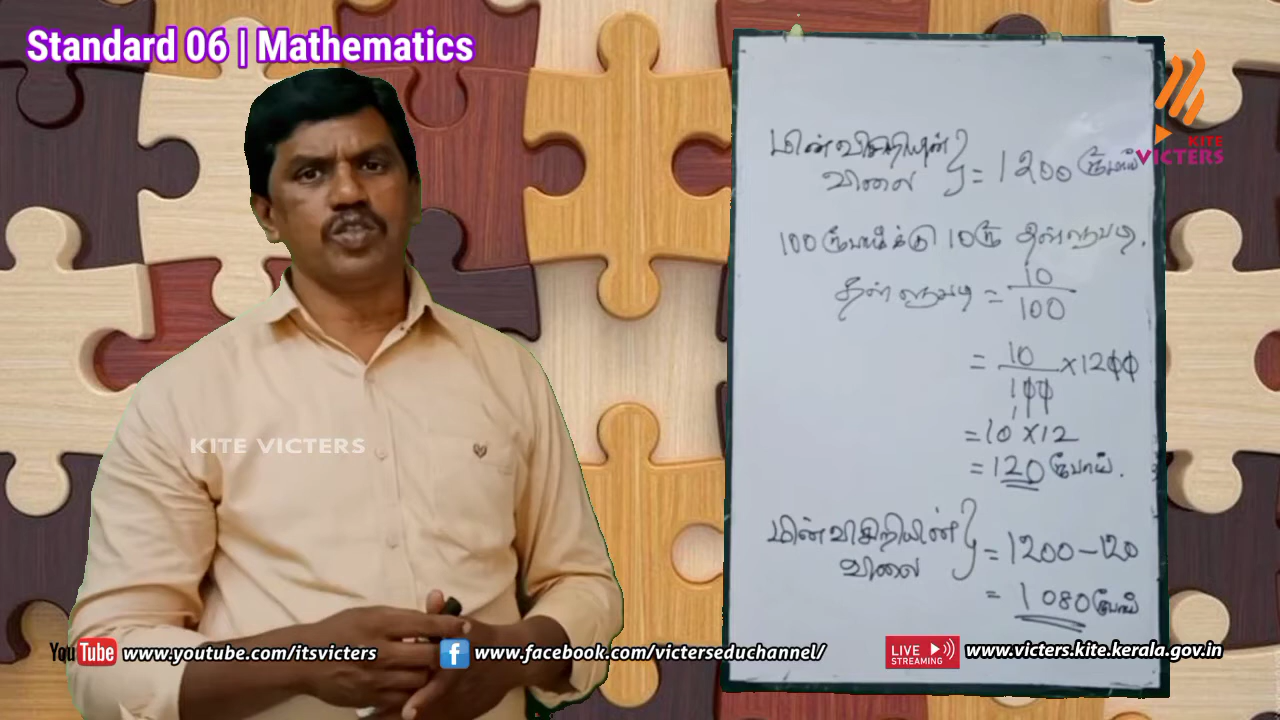 Standard 06 | Mathematics
KITE
VICTERS
மின்விசிறியின்
விலை } = 1200 ரூபாய்
100 ரூபாய்க்கு 10 ரூ தள்ளுபடி.
தள்ளுபடி = 10/100
= 10/100 × 1200
1
= 10 × 12
= 120 ரூபாய்.
மின்விசிறியின்
விலை } = 1200 - 120
= 1080 ரூபாய்
KITE VICTERS
YouTube www.youtube.com/itsvicters
f www.facebook.com/victerseduchannel/
LIVE STREAMING www.victers.kite.kerala.gov.in